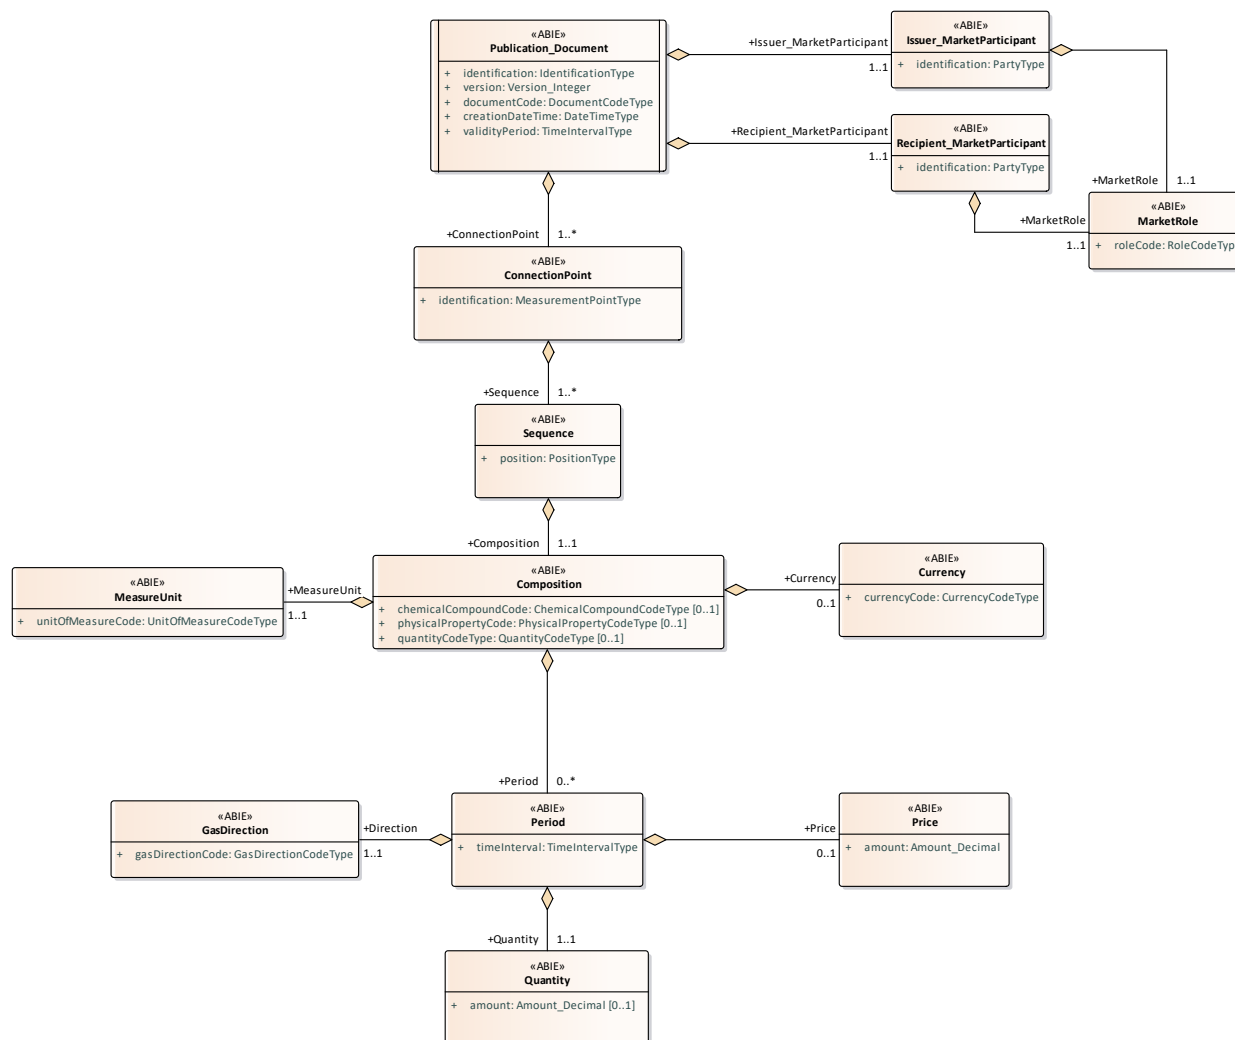 «ABIE»
Publication_Document
+ identification: IdentificationType
+ version: Version_Integer
+ documentCode: DocumentCodeType
+ creationDateTime: DateTimeType
+ validityPeriod: TimeIntervalType
+Issuer_MarketParticipant
1..1
«ABIE»
Issuer_MarketParticipant
+ identification: PartyType
+Recipient_MarketParticipant
1..1
«ABIE»
Recipient_MarketParticipant
+ identification: PartyType
+MarketRole 1..1
+MarketRole
1..1
«ABIE»
MarketRole
+ roleCode: RoleCodeTyp
+ConnectionPoint 1..*
«ABIE»
ConnectionPoint
+ identification: MeasurementPointType
+Sequence 1..*
«ABIE»
Sequence
+ position: PositionType
+Composition 1..1
«ABIE»
Composition
+ chemicalCompoundCode: ChemicalCompoundCodeType [0..1]
+ physicalPropertyCode: PhysicalPropertyCodeType [0..1]
+ quantityCodeType: QuantityCodeType [0..1]
«ABIE»
MeasureUnit
+ unitOfMeasureCode: UnitOfMeasureCodeType
+MeasureUnit
1..1
+Currency
0..1
«ABIE»
Currency
+ currencyCode: CurrencyCodeType
+Period 0..*
«ABIE»
Period
+ timeInterval: TimeIntervalType
«ABIE»
GasDirection
+ gasDirectionCode: GasDirectionCodeType
+Direction
1..1
+Price
0..1
«ABIE»
Price
+ amount: Amount_Decimal
+Quantity 1..1
«ABIE»
Quantity
+ amount: Amount_Decimal [0..1]